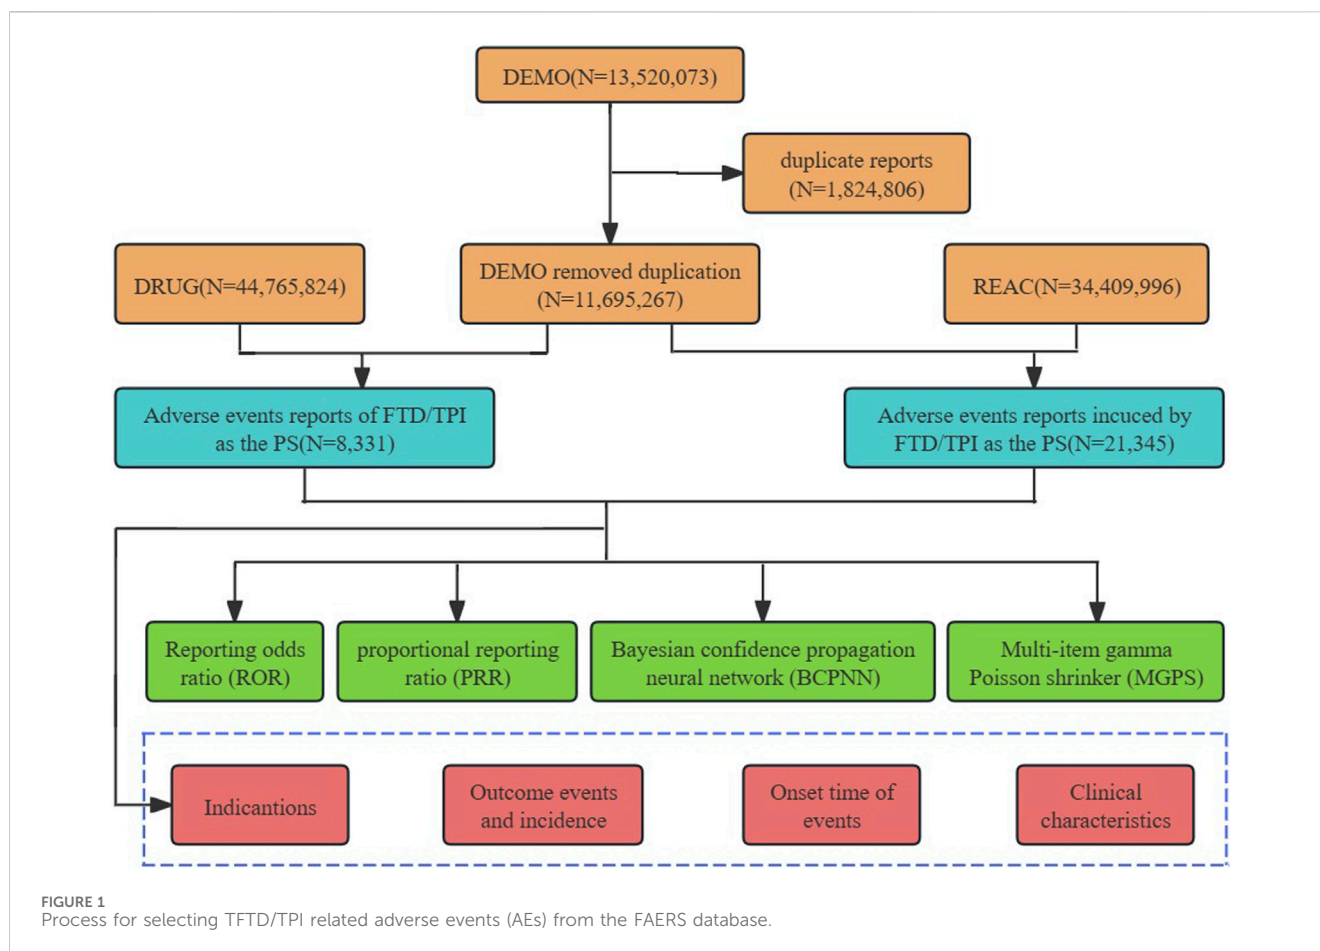 DEMO(N=13,520,073)
duplicate reports
(N=1,824,806)
DRUG(N=44,765,824)
DEMO removed duplication
(N=11,695,267)
REAC(N=34,409,996)
Adverse events reports of FTD/TPI
as the PS(N=8,331)
Adverse events reports incuced by
FTD/TPI as the PS(N=21,345)
Reporting odds
ratio (ROR)
proportional reporting
ratio (PRR)
Bayesian confidence propagation
neural network (BCPNN)
Multi-item gamma
Poisson shrinker (MGPS)
Indicantions
Outcome events
and incidence
Onset time of
events
Clinical
characteristics
FIGURE 1
Process for selecting TFTD/TPI related adverse events (AEs) from the FAERS database.